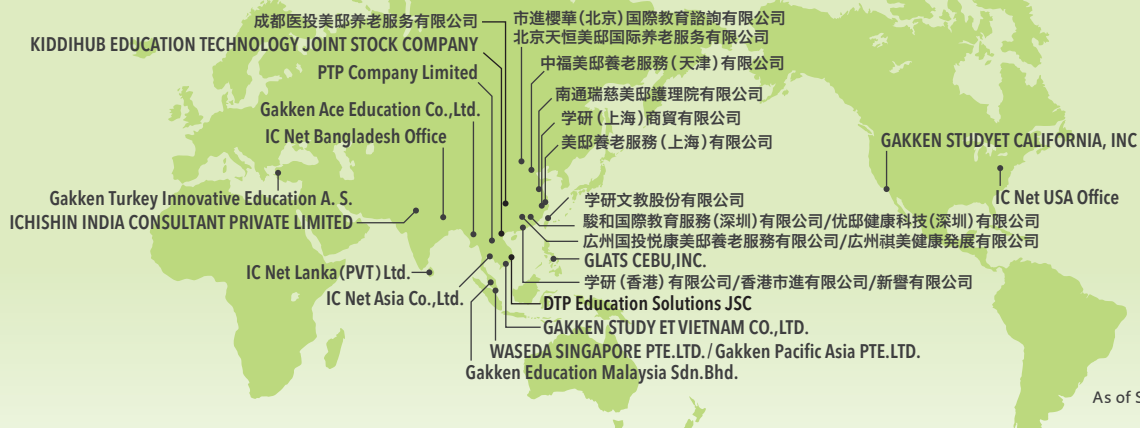 成都医投美邸养老服务有限公司
KIDDIHUB EDUCATION TECHNOLOGY JOINT STOCK COMPANY
PTP Company Limited
Gakken Ace Education Co.,Ltd.
IC Net Bangladesh Office
Gakken Turkey Innovative Education A. S.
ICHISHIN INDIA CONSULTANT PRIVATE LIMITED
IC Net Lanka(PVT) Ltd.
IC Net Asia Co.,Ltd.
市進櫻華(北京)国際教育諮詢有限公司
北京天恒美邸国际养老服务有限公司
中福美邸養老服務(天津)有限公司
南通瑞慈美邸護理院有限公司
学研(上海)商貿有限公司
美邸養老服務(上海)有限公司
学研文教股份有限公司
駿和国際教育服務(深圳)有限公司/优邸健康科技(深圳)有限公司
広州国投悦康美邸養老服務有限公司/広州祺美健康発展有限公司
GLATS CEBU,INC.
学研(香港)有限公司/香港市進有限公司/新譽有限公司
DTP Education Solutions JSC
GAKKEN STUDY ET VIETNAM CO.,LTD.
WASEDA SINGAPORE PTE.LTD. / Gakken Pacific Asia PTE.LTD.
Gakken Education Malaysia Sdn.Bhd.
GAKKEN STUDYET CALIFORNIA, INC
IC Net USA Office
As of S